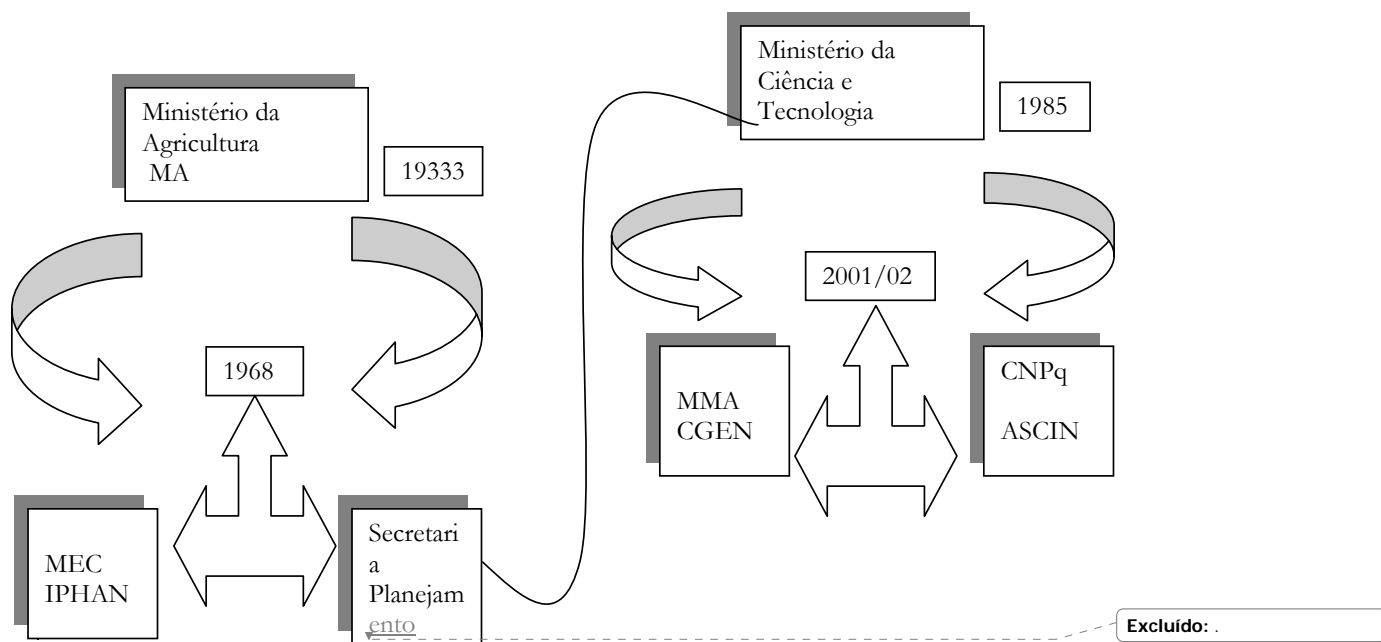 Ministério da
Agricultura
MA
19333
1968
MEC
IPHAN
Secretari
a
Planejam
ento
Ministério da
Ciência e
Tecnologia
1985
2001/02
MMA
CGEN
CNPq
ASCIN
Excluído: .